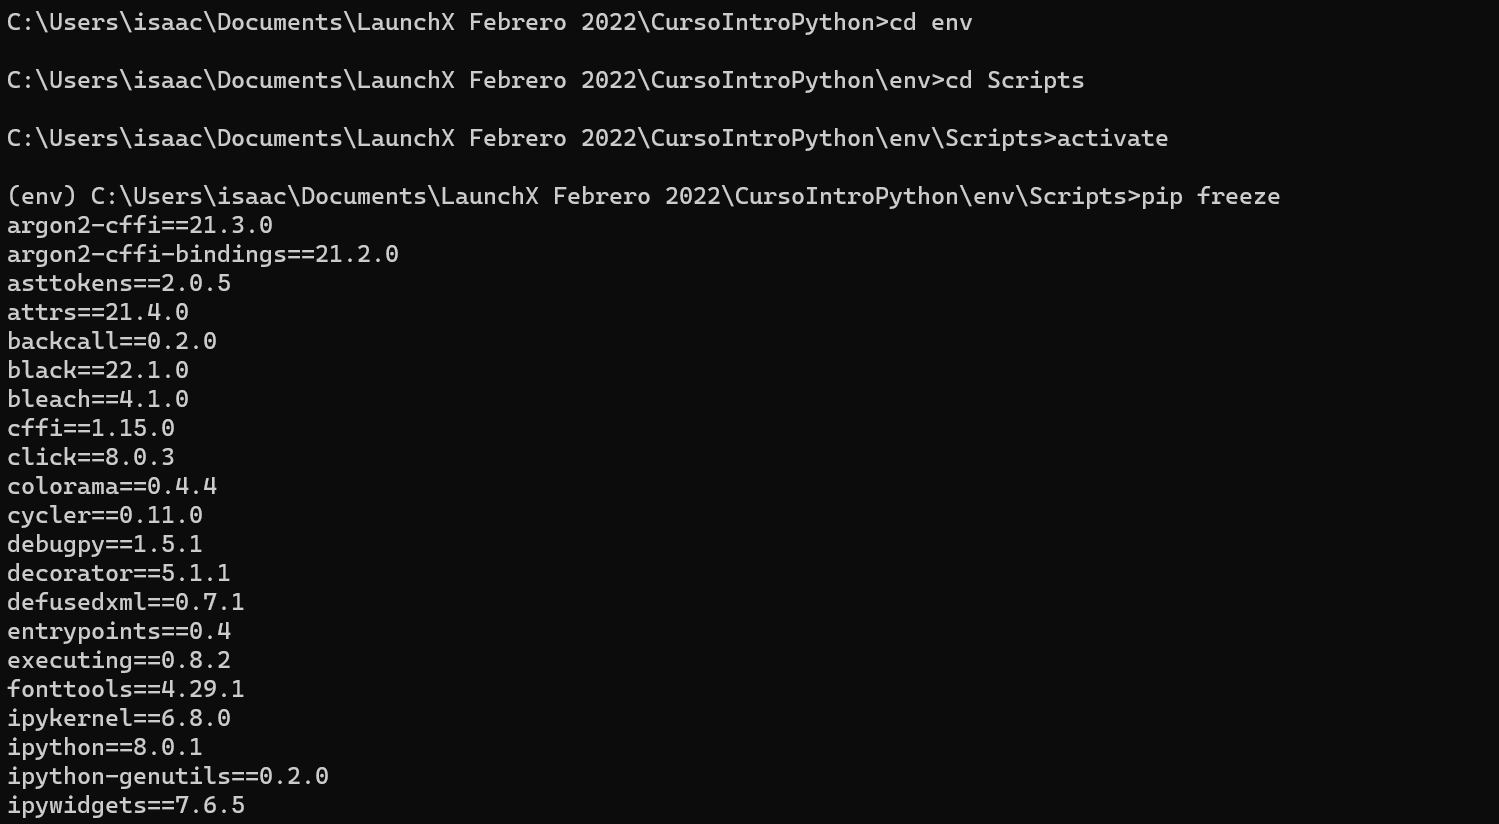 C:\Users\isaac\Documents\LaunchX Febrero 2022\CursoIntroPython>cd env
C:\Users\isaac\Documents\LaunchX Febrero 2022\CursoIntroPython\env>cd Scripts
C:\Users\isaac\Documents\LaunchX Febrero 2022\CursoIntroPython\env\Scripts>activate
(env) C:\Users\isaac\Documents\LaunchX Febrero 2022\CursoIntroPython\env\Scripts>pip freeze
argon2-cffi==21.3.0
argon2-cffi-bindings==21.2.0
asttokens==2.0.5
attrs==21.4.0
backcall==0.2.0
black==22.1.0
bleach==4.1.0
cffi==1.15.0
click==8.0.3
colorama==0.4.4
cycler==0.11.0
debugpy==1.5.1
decorator==5.1.1
defusedxml==0.7.1
entrypoints==0.4
executing==0.8.2
fonttools==4.29.1
ipykernel==6.8.0
ipython==8.0.1
ipython-genutils==0.2.0
ipywidgets==7.6.5